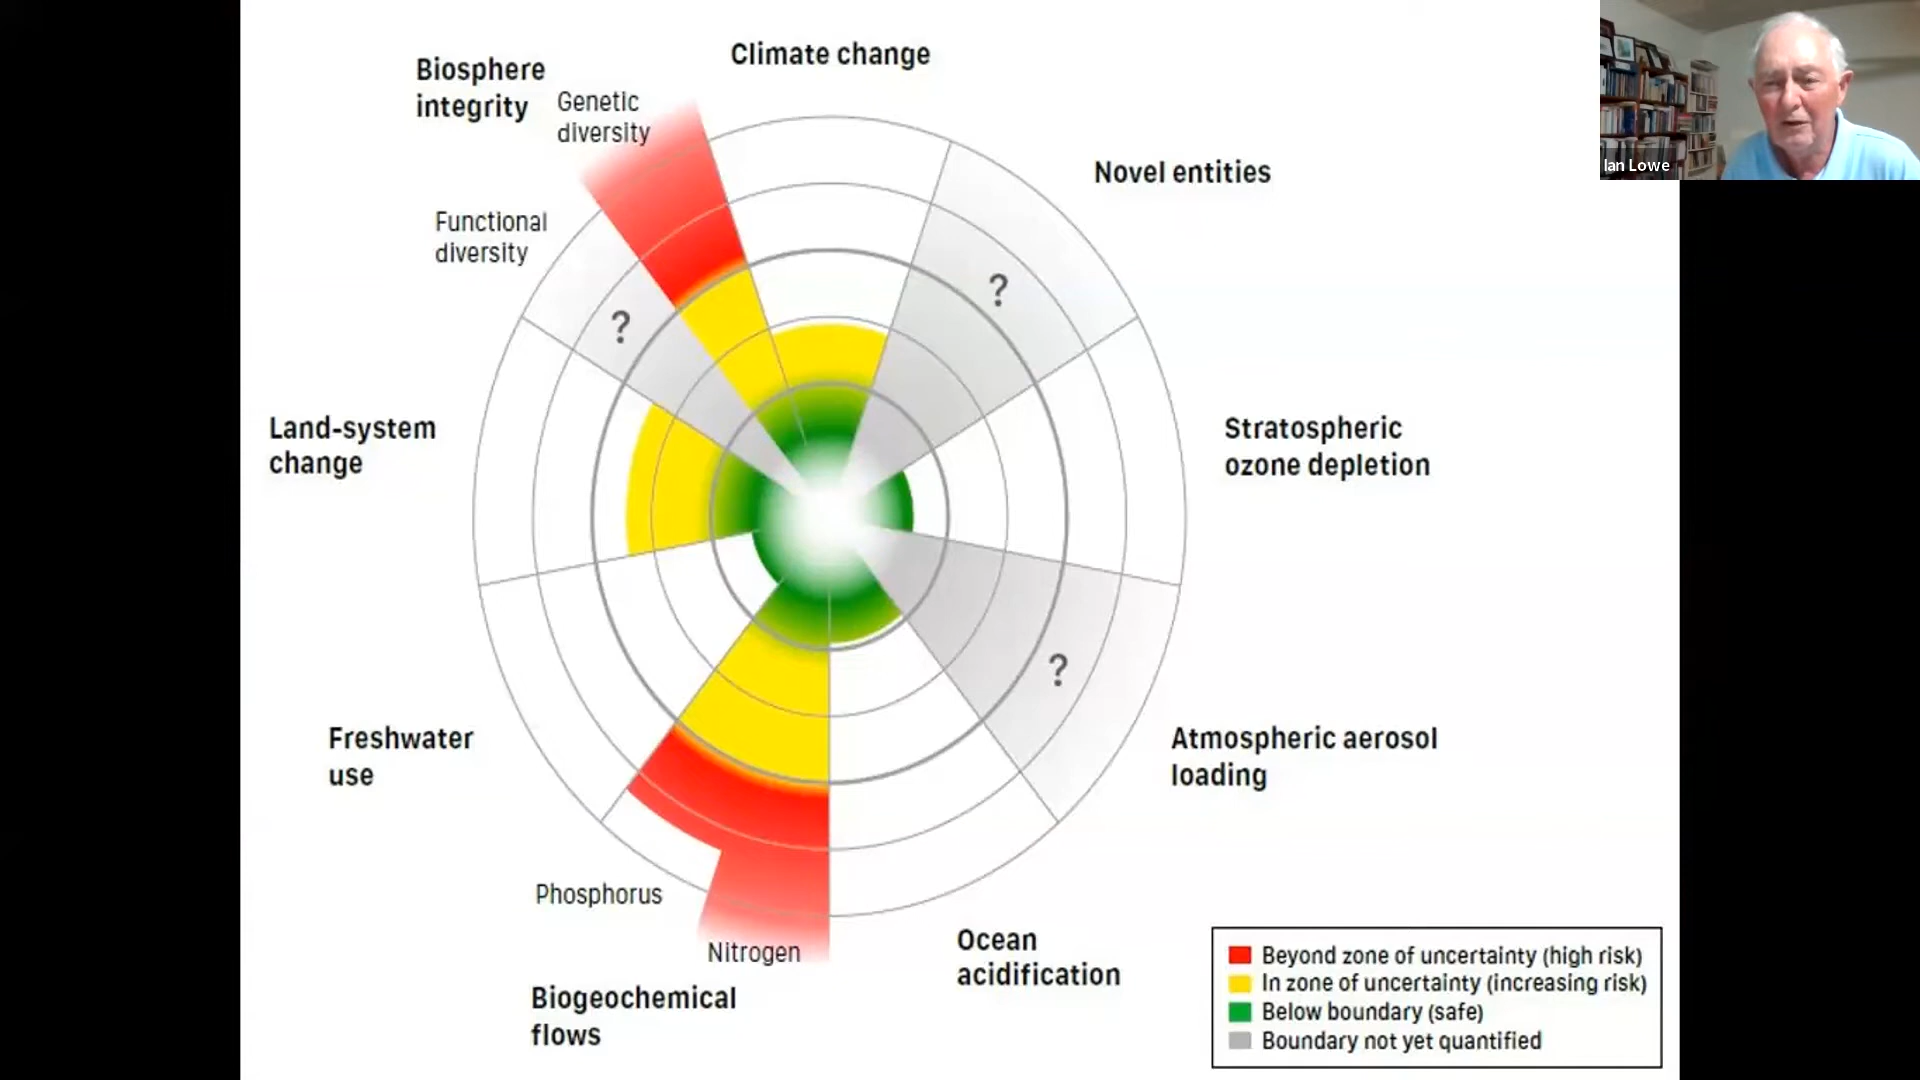 Climate change
Biosphere
integrity
Genetic
diversity
Ian Lowe
Novel entities
Functional
diversity
?
?
Land-system
change
Stratospheric
ozone depletion
?
Freshwater
use
Atmospheric aerosol
loading
Phosphorus
Nitrogen
Ocean
acidification
Biogeochemical
flows
Beyond zone of uncertainty (high risk)
In zone of uncertainty (increasing risk)
Below boundary (safe)
Boundary not yet quantified